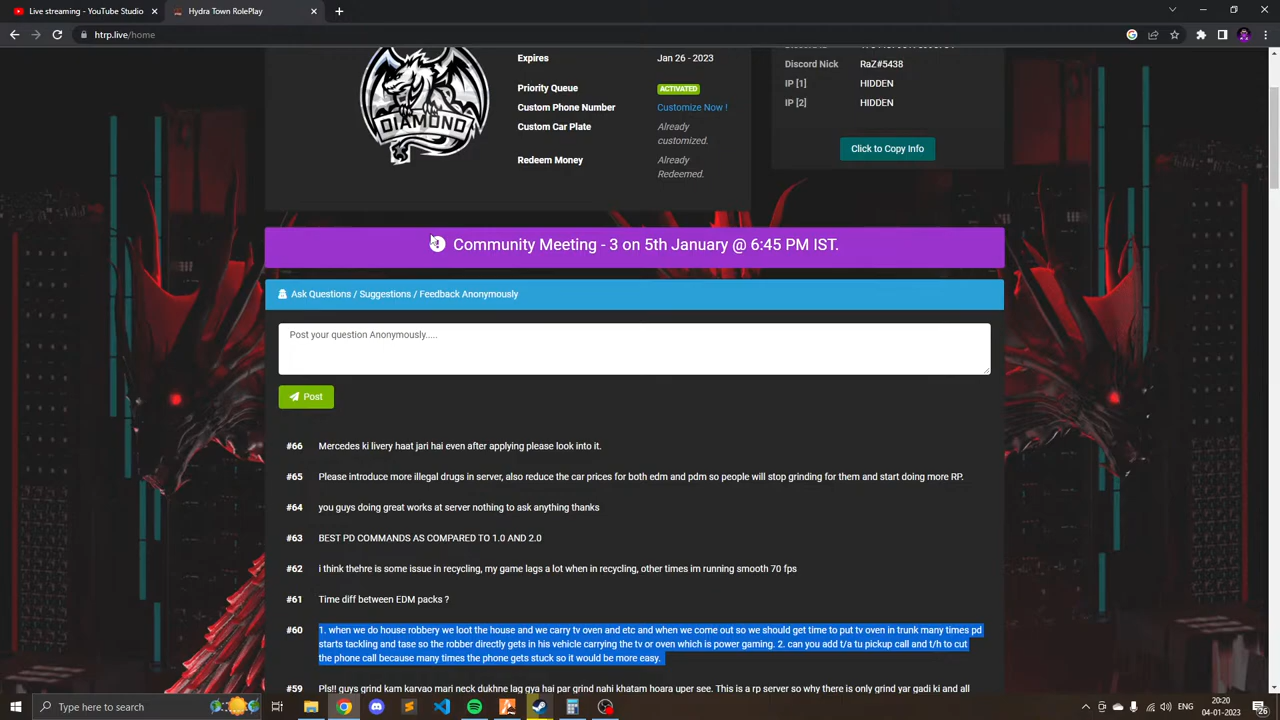 Live streaming - YouTube Studio
Hydra Town RolePlay
htrp.live/home
Expires Jan 26 - 2023
Discord Nick RaZ#5438
Priority Queue ACTIVATED
IP [1] HIDDEN
Custom Phone Number Customize Now !
IP [2] HIDDEN
Custom Car Plate Already
customized.
DIAMOND
Click to Copy Info
Redeem Money Already
Redeemed.
Community Meeting - 3 on 5th January @ 6:45 PM IST.
Ask Questions / Suggestions / Feedback Anonymously
Post your question Anonymously.....
Post
#66 Mercedes ki livery haat jari hai even after applying please look into it.
#65 Please introduce more illegal drugs in server, also reduce the car prices for both edm and pdm so people will stop grinding for them and start doing more RP.
#64 you guys doing great works at server nothing to ask anything thanks
#63 BEST PD COMMANDS AS COMPARED TO 1.0 AND 2.0
#62 i think thehre is some issue in recycling, my game lags a lot when in recycling, other times im running smooth 70 fps
#61 Time diff between EDM packs ?
#60 1. when we do house robbery we loot the house and we carry tv oven and etc and when we come out so we should get time to put tv oven in trunk many times pd
starts tackling and tase so the robber directly gets in his vehicle carrying the tv or oven which is power gaming. 2. can you add t/a tu pickup call and t/h to cut
the phone call because many times the phone gets stuck so it would be more easy.
#59 Pls!! guys grind kam karvao mari neck dukhne lag gya hai par grind nahi khatam hoara uper see. This is a rp server so why there is only grind yar gadi ki and all
Type here to search
ENG
20:20
04-01-2023
26